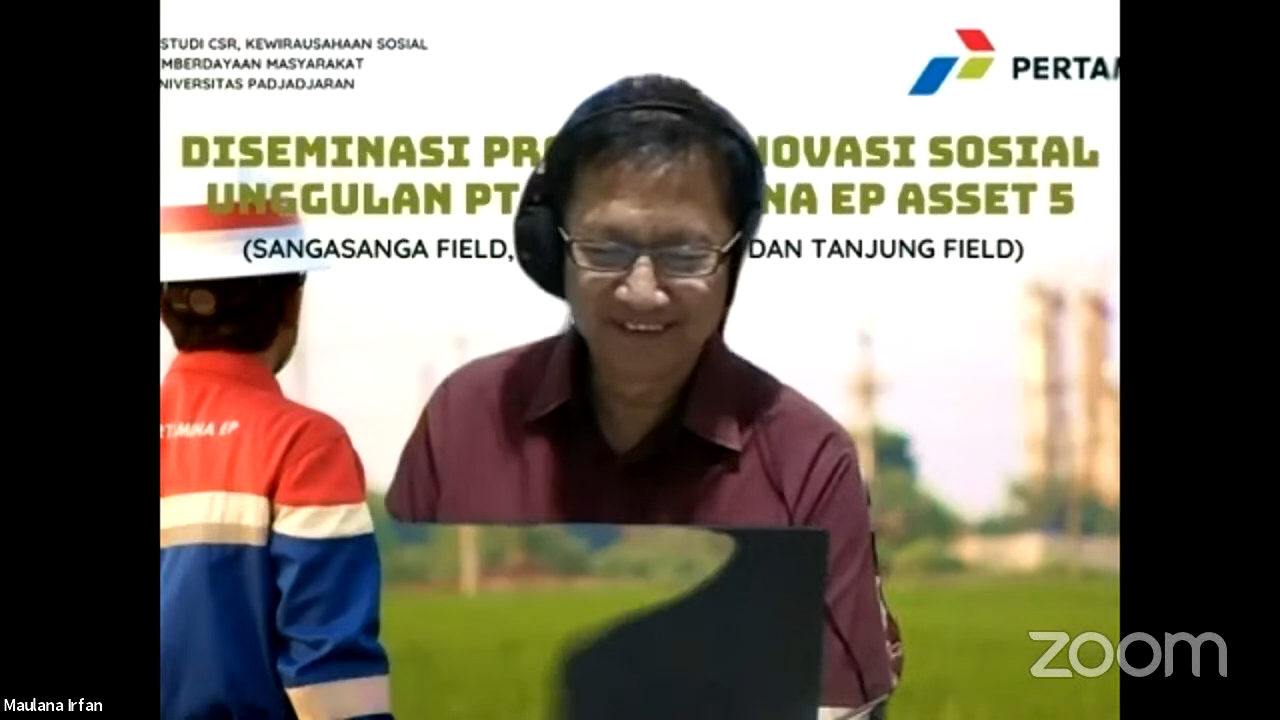 STUDI CSR, KEWIRAUSAHAAN SOSIAL
MBERDAYAAN MASYARAKAT
NIVERSITAS PADJADJARAN
PERTAM
DISEMINASI PR NOVASI SOSIAL
UNGGULAN PT NA EP ASSET 5
(SANGASANGA FIELD, DAN TANJUNG FIELD)
TAMINA EP
zoom
Maulana Irfan